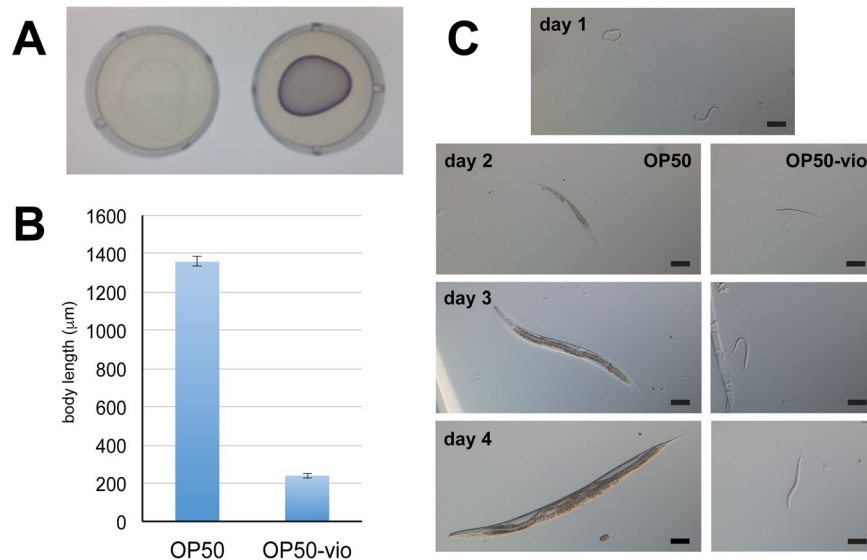 A
B
body length (μm)
1600
1400
1200
1000
800
600
400
200
0
OP50 OP50-vio
C
day 1
day 2 OP50 OP50-vio
day 3
day 4